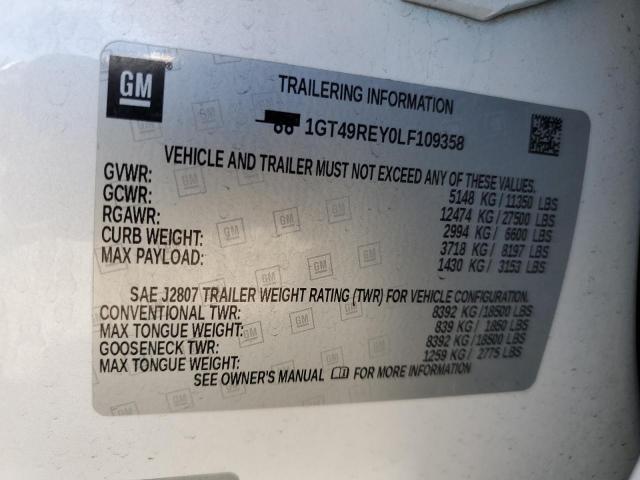 GM
TRAILERING INFORMATION
1GT49REY0LF109358
VEHICLE AND TRAILER MUST NOT EXCEED ANY OF THESE VALUES.
GVWR: 5148 KG / 11350 LBS
GCWR: 12474 KG / 27500 LBS
RGAWR: 2994 KG / 6600 LBS
CURB WEIGHT: 3718 KG / 8197 LBS
MAX PAYLOAD: 1430 KG / 3153 LBS
SAE J2807 TRAILER WEIGHT RATING (TWR) FOR VEHICLE CONFIGURATION.
CONVENTIONAL TWR: 8392 KG /18500 LBS
MAX TONGUE WEIGHT: 839 KG / 1850 LBS
GOOSENECK TWR: 8392 KG /18500 LBS
MAX TONGUE WEIGHT: 1259 KG / 2775 LBS
SEE OWNER'S MANUAL FOR MORE INFORMATION